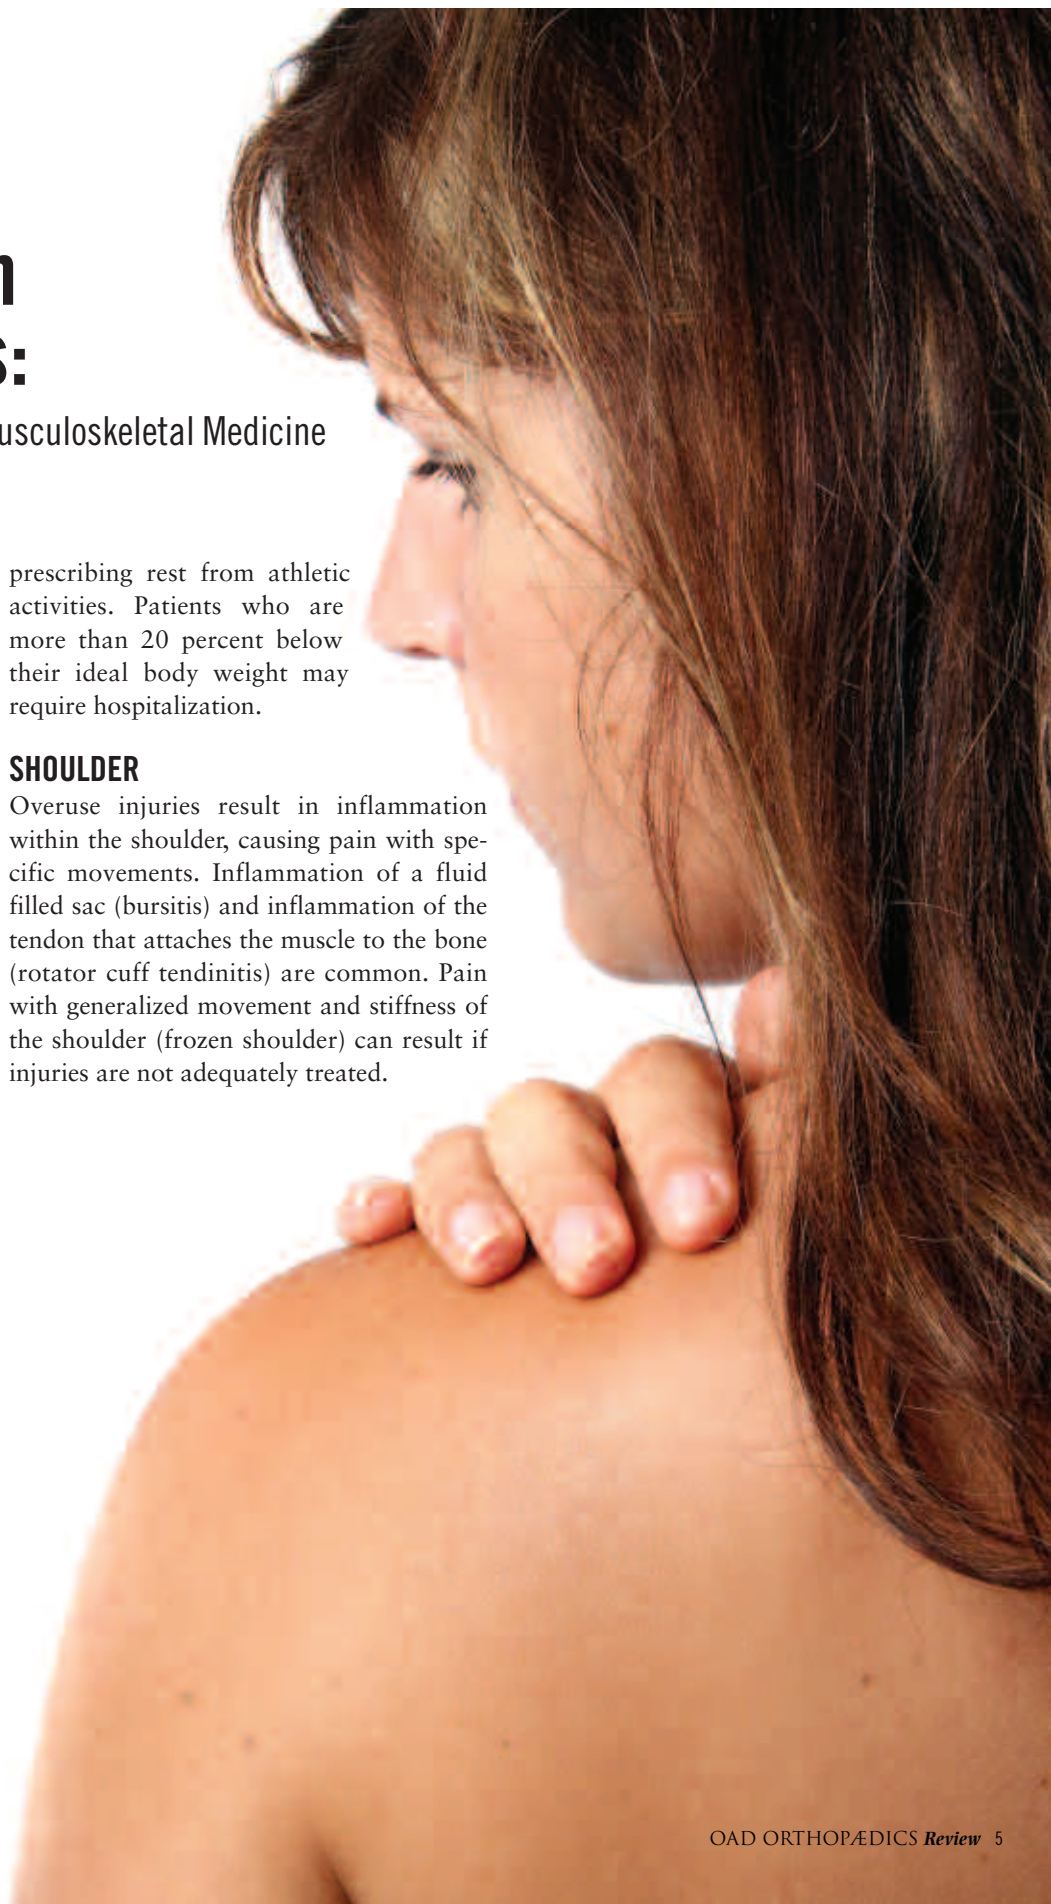 n
s:
usculoskeletal Medicine
prescribing rest from athletic
activities. Patients who are
more than 20 percent below
their ideal body weight may
require hospitalization.
SHOULDER
Overuse injuries result in inflammation
within the shoulder, causing pain with spe-
cific movements. Inflammation of a fluid
filled sac (bursitis) and inflammation of the
tendon that attaches the muscle to the bone
(rotator cuff tendinitis) are common. Pain
with generalized movement and stiffness of
the shoulder (frozen shoulder) can result if
injuries are not adequately treated.
OAD ORTHOPÆDICS Review 5